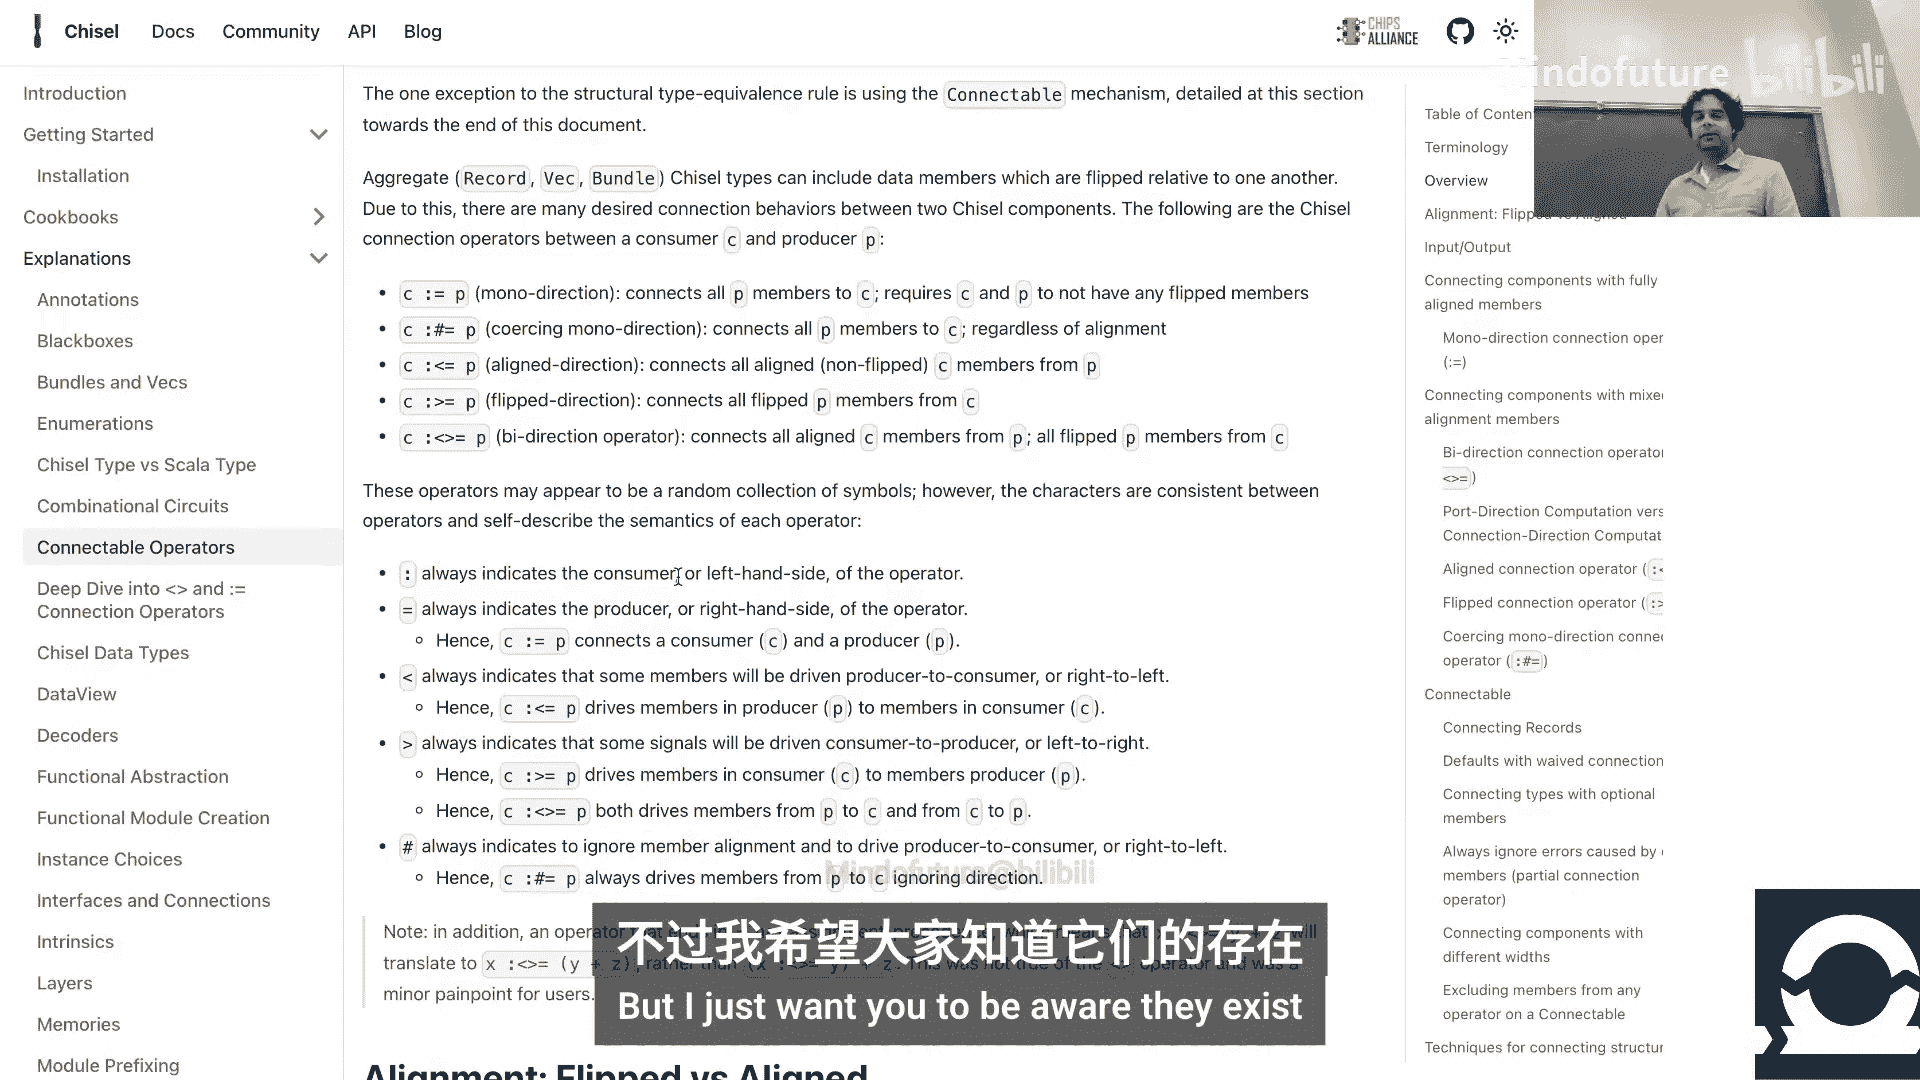 Chisel Docs Community API Blog
CHIPS
ALLIANCE
Mindofuture bilibili
Introduction
Getting Started
Installation
Cookbooks
Explanations
Annotations
Blackboxes
Bundles and Vecs
Enumerations
Chisel Type vs Scala Type
Combinational Circuits
Connectable Operators
Deep Dive into <> and :=
Connection Operators
Chisel Data Types
DataView
Decoders
Functional Abstraction
Functional Module Creation
Instance Choices
Interfaces and Connections
Intrinsics
Layers
Memories
Module Prefixing
The one exception to the structural type-equivalence rule is using the Connectable mechanism, detailed at this section
towards the end of this document.
Aggregate (Record, Vec, Bundle) Chisel types can include data members which are flipped relative to one another.
Due to this, there are many desired connection behaviors between two Chisel components. The following are the Chisel
connection operators between a consumer c and producer p:
• c := p (mono-direction): connects all p members to c; requires c and p to not have any flipped members
• c :#= p (coercing mono-direction): connects all p members to c; regardless of alignment
• c :<= p (aligned-direction): connects all aligned (non-flipped) c members from p
• c :>= p (flipped-direction): connects all flipped p members from c
• c :<>= p (bi-direction operator): connects all aligned c members from p; all flipped p members from c
These operators may appear to be a random collection of symbols; however, the characters are consistent between
operators and self-describe the semantics of each operator:
• : always indicates the consumer, or left-hand-side, of the operator.
• = always indicates the producer, or right-hand-side, of the operator.
◦ Hence, c := p connects a consumer (c) and a producer (p).
• < always indicates that some members will be driven producer-to-consumer, or right-to-left.
◦ Hence, c :<= p drives members in producer (p) to members in consumer (c).
• > always indicates that some signals will be driven consumer-to-producer, or left-to-right.
◦ Hence, c :>= p drives members in consumer (c) to members producer (p).
◦ Hence, c :<>= p both drives members from p to c and from c to p.
• # always indicates to ignore member alignment and to drive producer-to-consumer, or right-to-left.
◦ Hence, c :#= p always drives members from p to c ignoring direction.
Mindofuture@bilibili
Note: in addition, an operator that will
translate to x :<>= (y + z), rather than (x :<>= y) + z. This was not true of the <> operator and was a
minor painpoint for users.
不过我希望大家知道它们的存在
But I just want you to be aware they exist
Alignment: Flipped vs Aligned
Table of Conten
Terminology
Overview
Alignment: Flipped vs Aligned
Input/Output
Connecting components with fully
aligned members
Mono-direction connection oper
(:=)
Connecting components with mixe
alignment members
Bi-direction connection operator
<>=)
Port-Direction Computation vers
Connection-Direction Computat
Aligned connection operator (:<
Flipped connection operator (:>
Coercing mono-direction connec
operator (:#=)
Connectable
Connecting Records
Defaults with waived connection
Connecting types with optional
members
Always ignore errors caused by
members (partial connection
operator)
Connecting components with
different widths
Excluding members from any
operator on a Connectable
Techniques for connecting structur